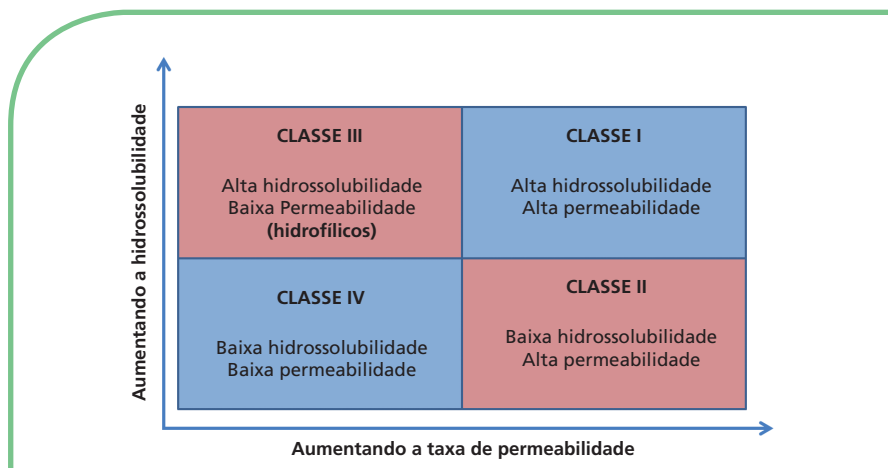 Aumentando a hidrossolubilidade
CLASSE III
Alta hidrossolubilidade
Baixa Permeabilidade
(hidrofílicos)
CLASSE I
Alta hidrossolubilidade
Alta permeabilidade
CLASSE IV
Baixa hidrossolubilidade
Baixa permeabilidade
CLASSE II
Baixa hidrossolubilidade
Alta permeabilidade
Aumentando a taxa de permeabilidade